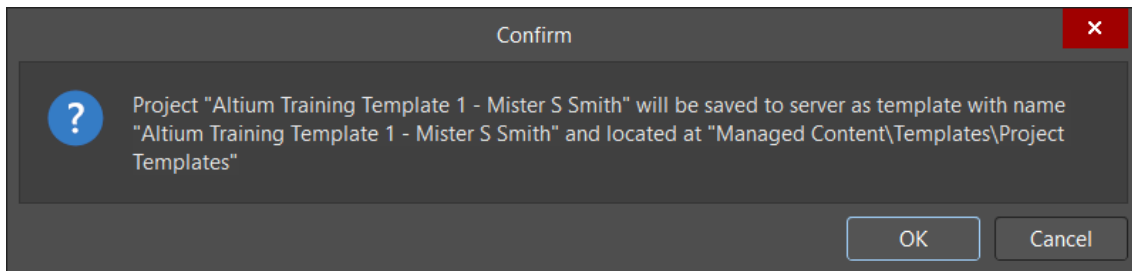 Confirm
Project "Altium Training Template 1 - Mister S Smith" will be saved to server as template with name
"Altium Training Template 1 - Mister S Smith" and located at "Managed Content\Templates\Project
Templates"
OK
Cancel